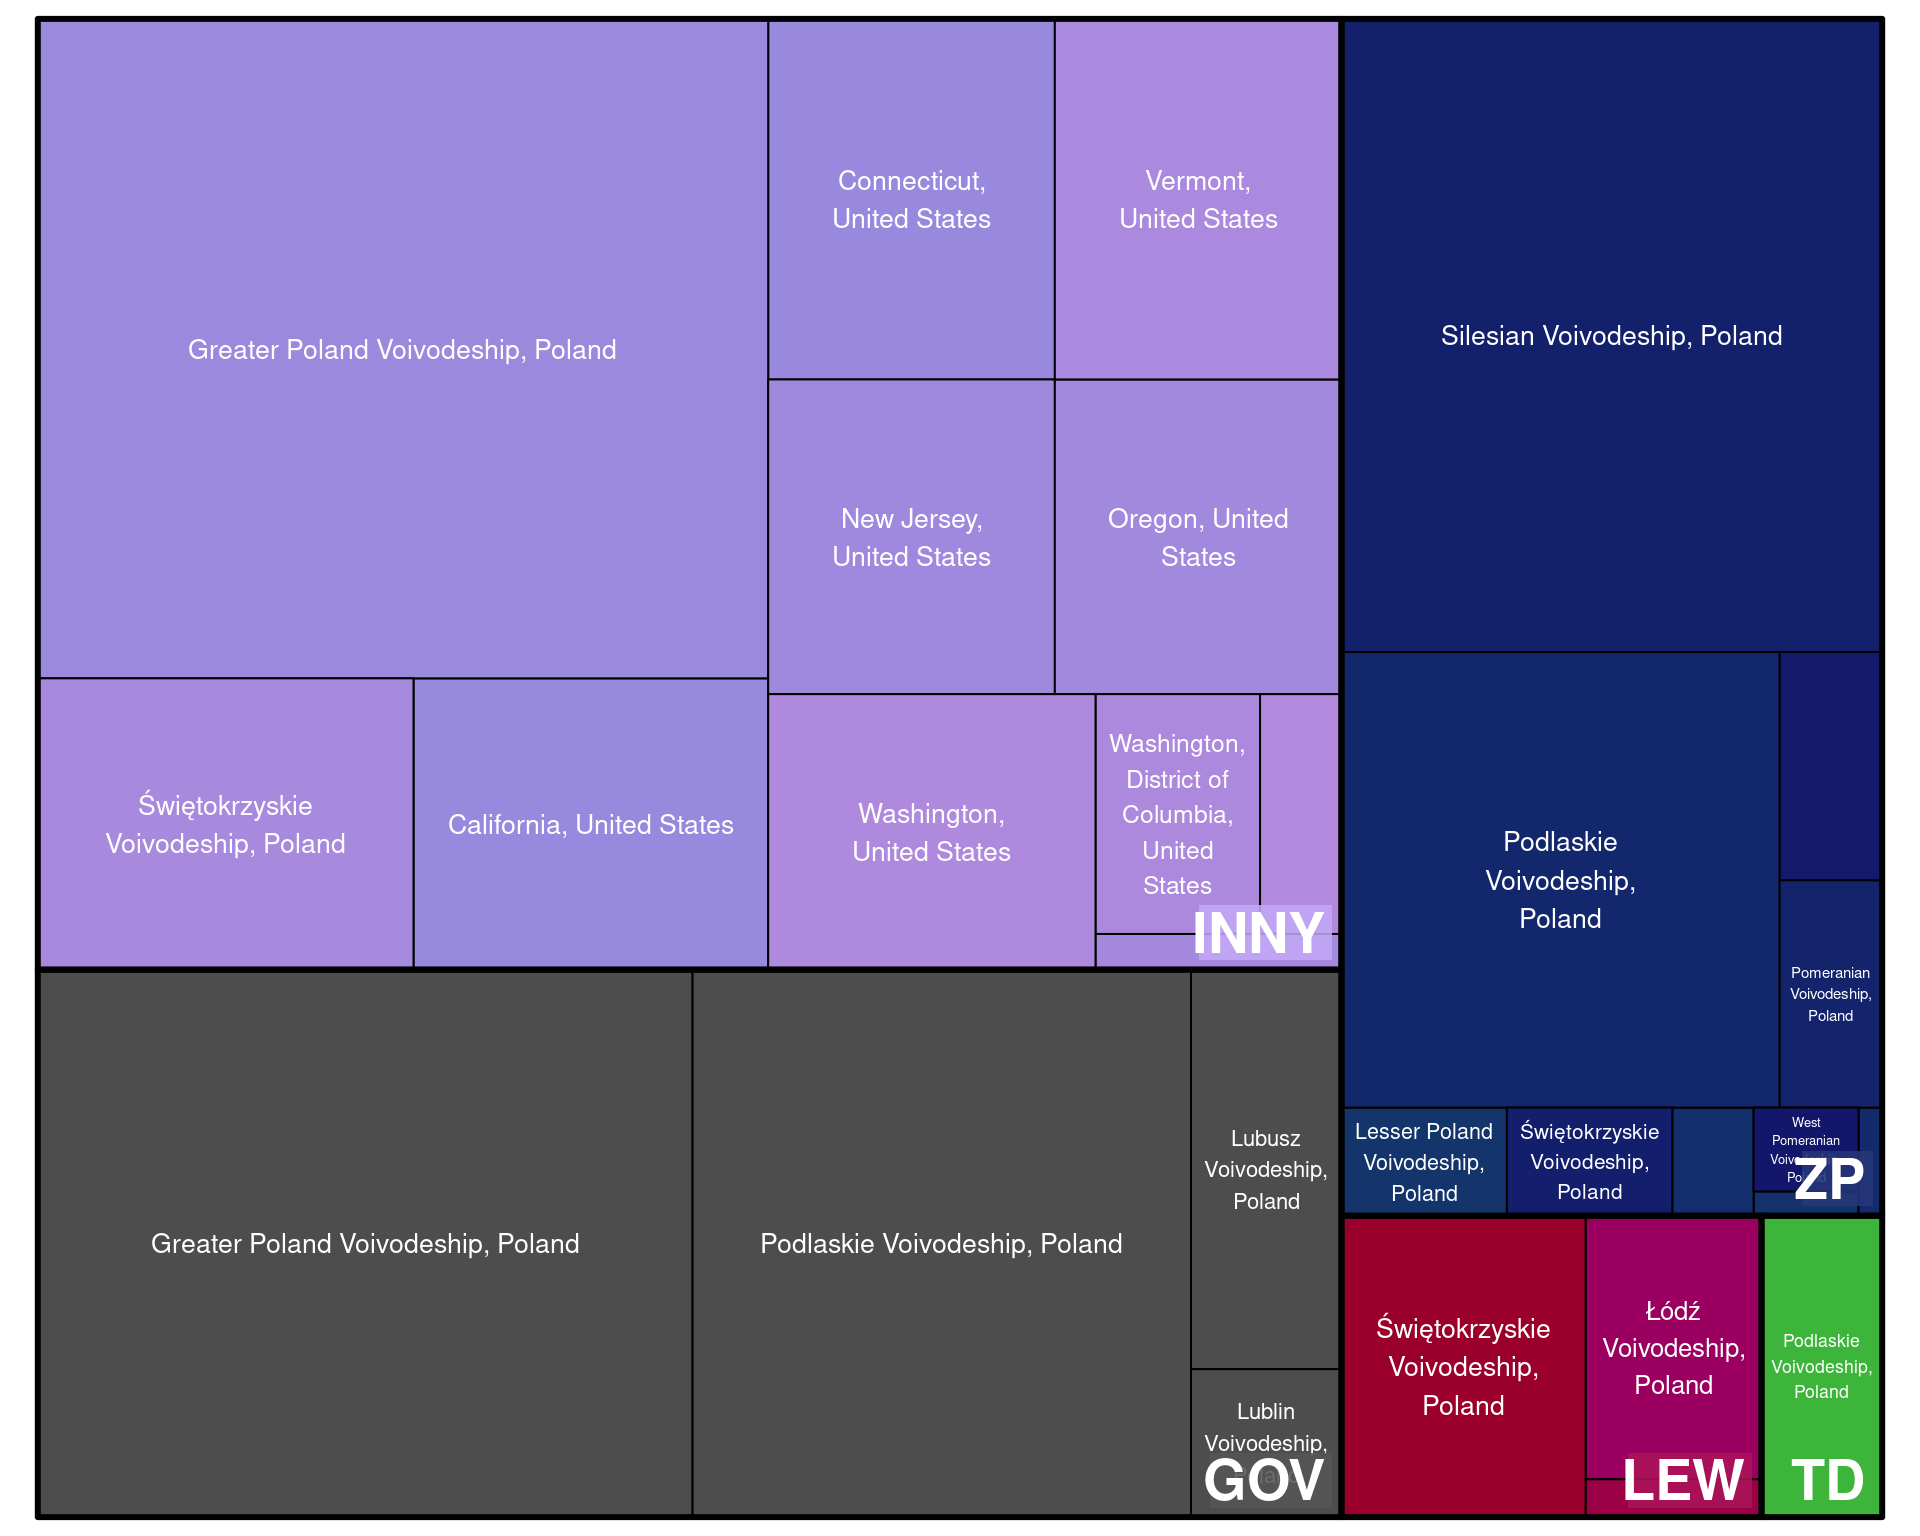 Greater Poland Voivodeship, Poland
Connecticut,
United States
Vermont,
United States
New Jersey,
United States
Oregon, United
States
Świętokrzyskie
Voivodeship, Poland
California, United States
Washington,
United States
Washington,
District of
Columbia,
United
States
INNY
Greater Poland Voivodeship, Poland
Podlaskie Voivodeship, Poland
Lubusz
Voivodeship,
Poland
Lublin
Voivodeship,
GOV
Silesian Voivodeship, Poland
Podlaskie
Voivodeship,
Poland
Pomeranian
Voivodeship,
Poland
Lesser Poland
Voivodeship,
Poland
Świętokrzyskie
Voivodeship,
Poland
West
Pomeranian
ZP
Świętokrzyskie
Voivodeship,
Poland
Łódź
Voivodeship,
Poland
LEW
Podlaskie
Voivodeship,
Poland
TD